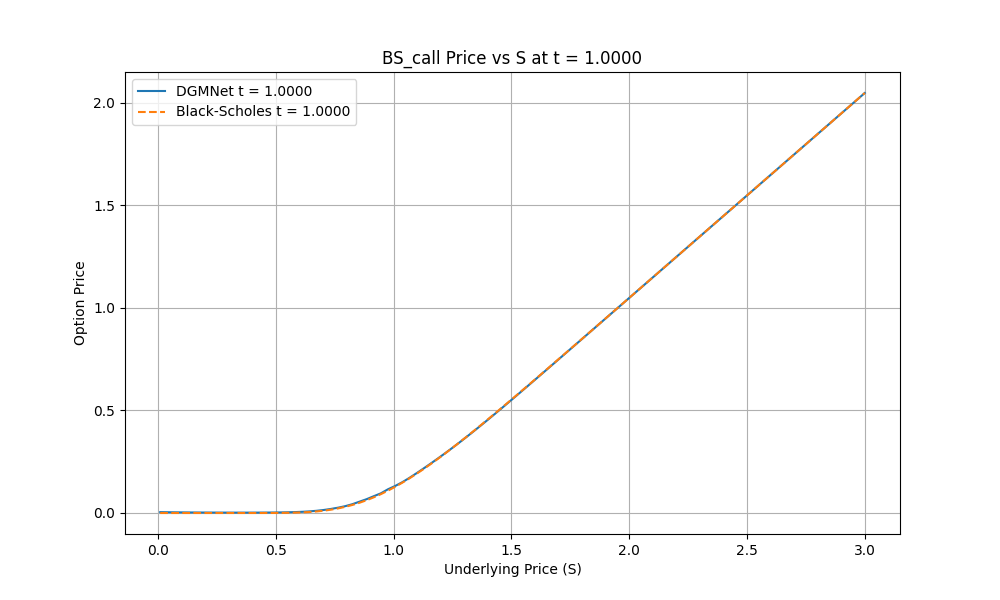 BS_call Price vs S at t = 1.0000
DGMNet t = 1.0000
Black-Scholes t = 1.0000
2.0
1.5
1.0
0.5
0.0
Option Price
0.0 0.5 1.0 1.5 2.0 2.5 3.0
Underlying Price (S)